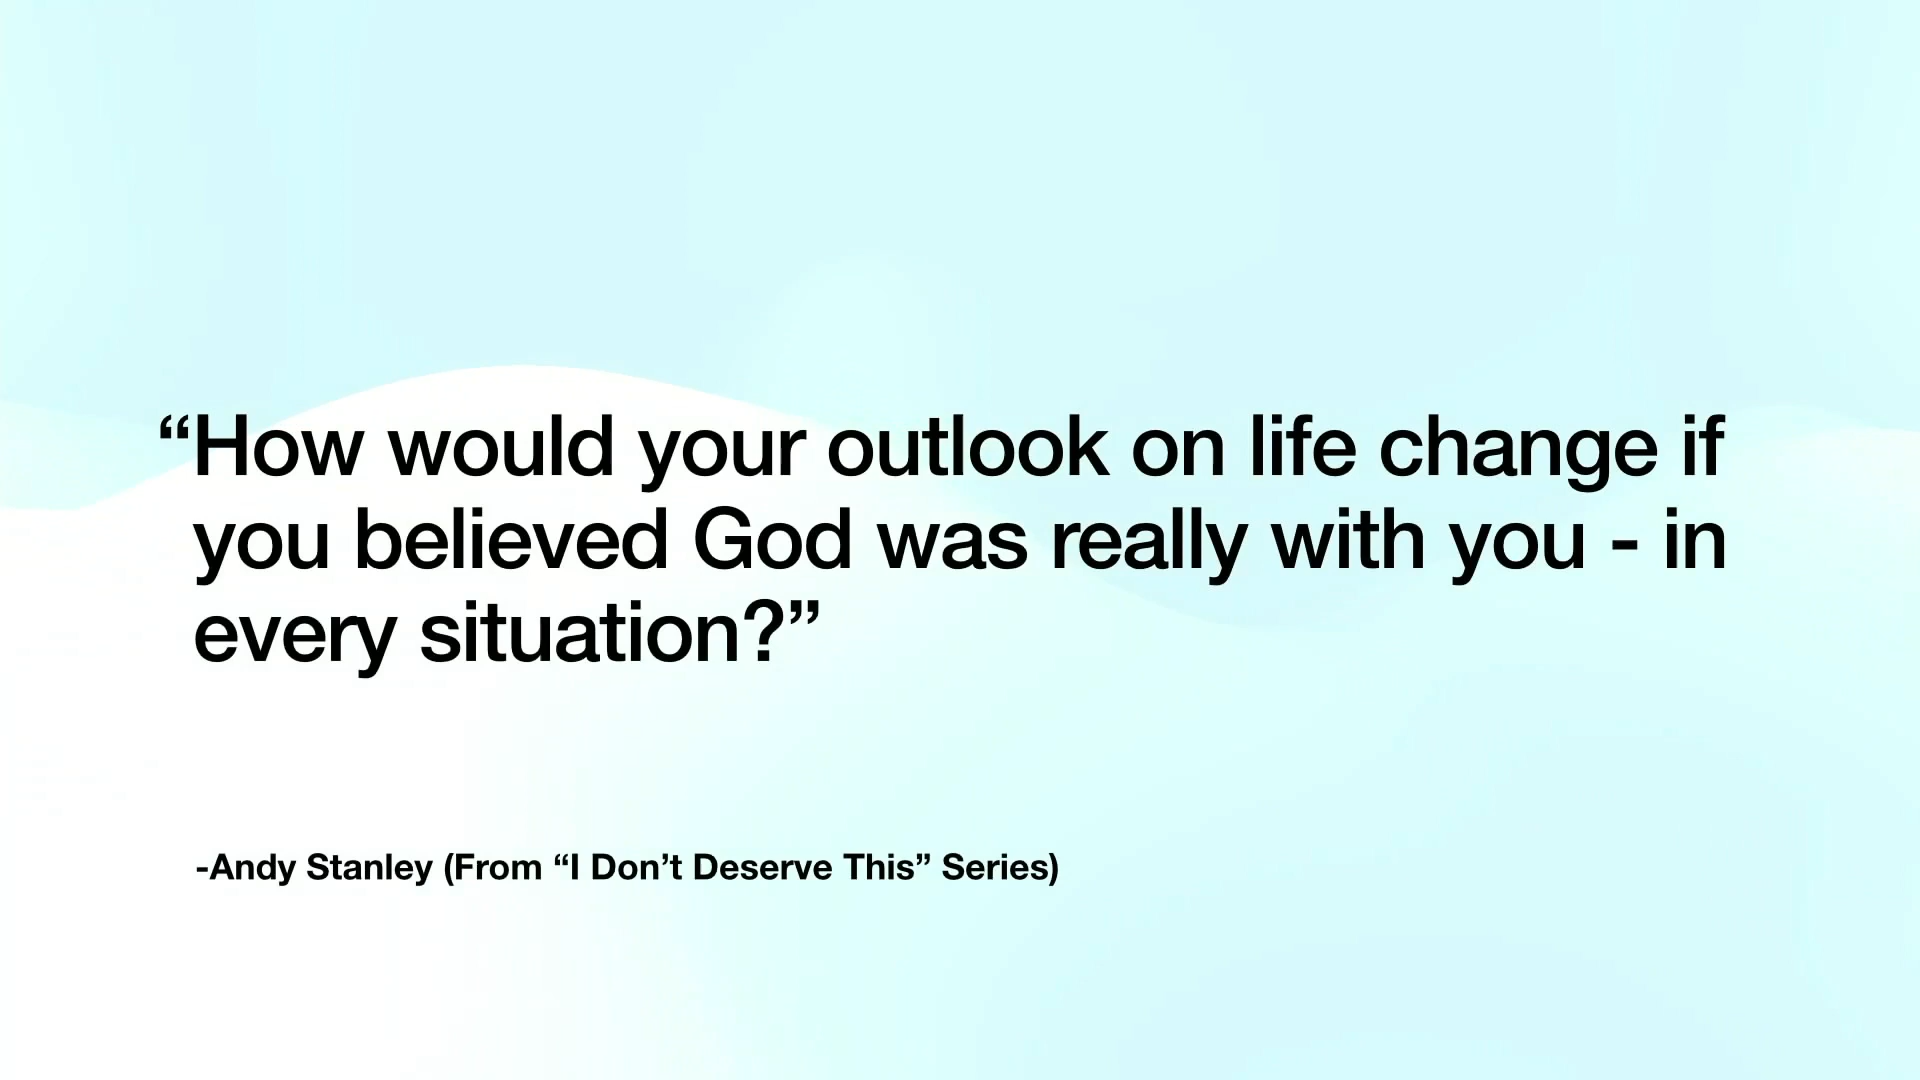 “How would your outlook on life change if
you believed God was really with you - in
every situation?”
-Andy Stanley (From “I Don’t Deserve This” Series)